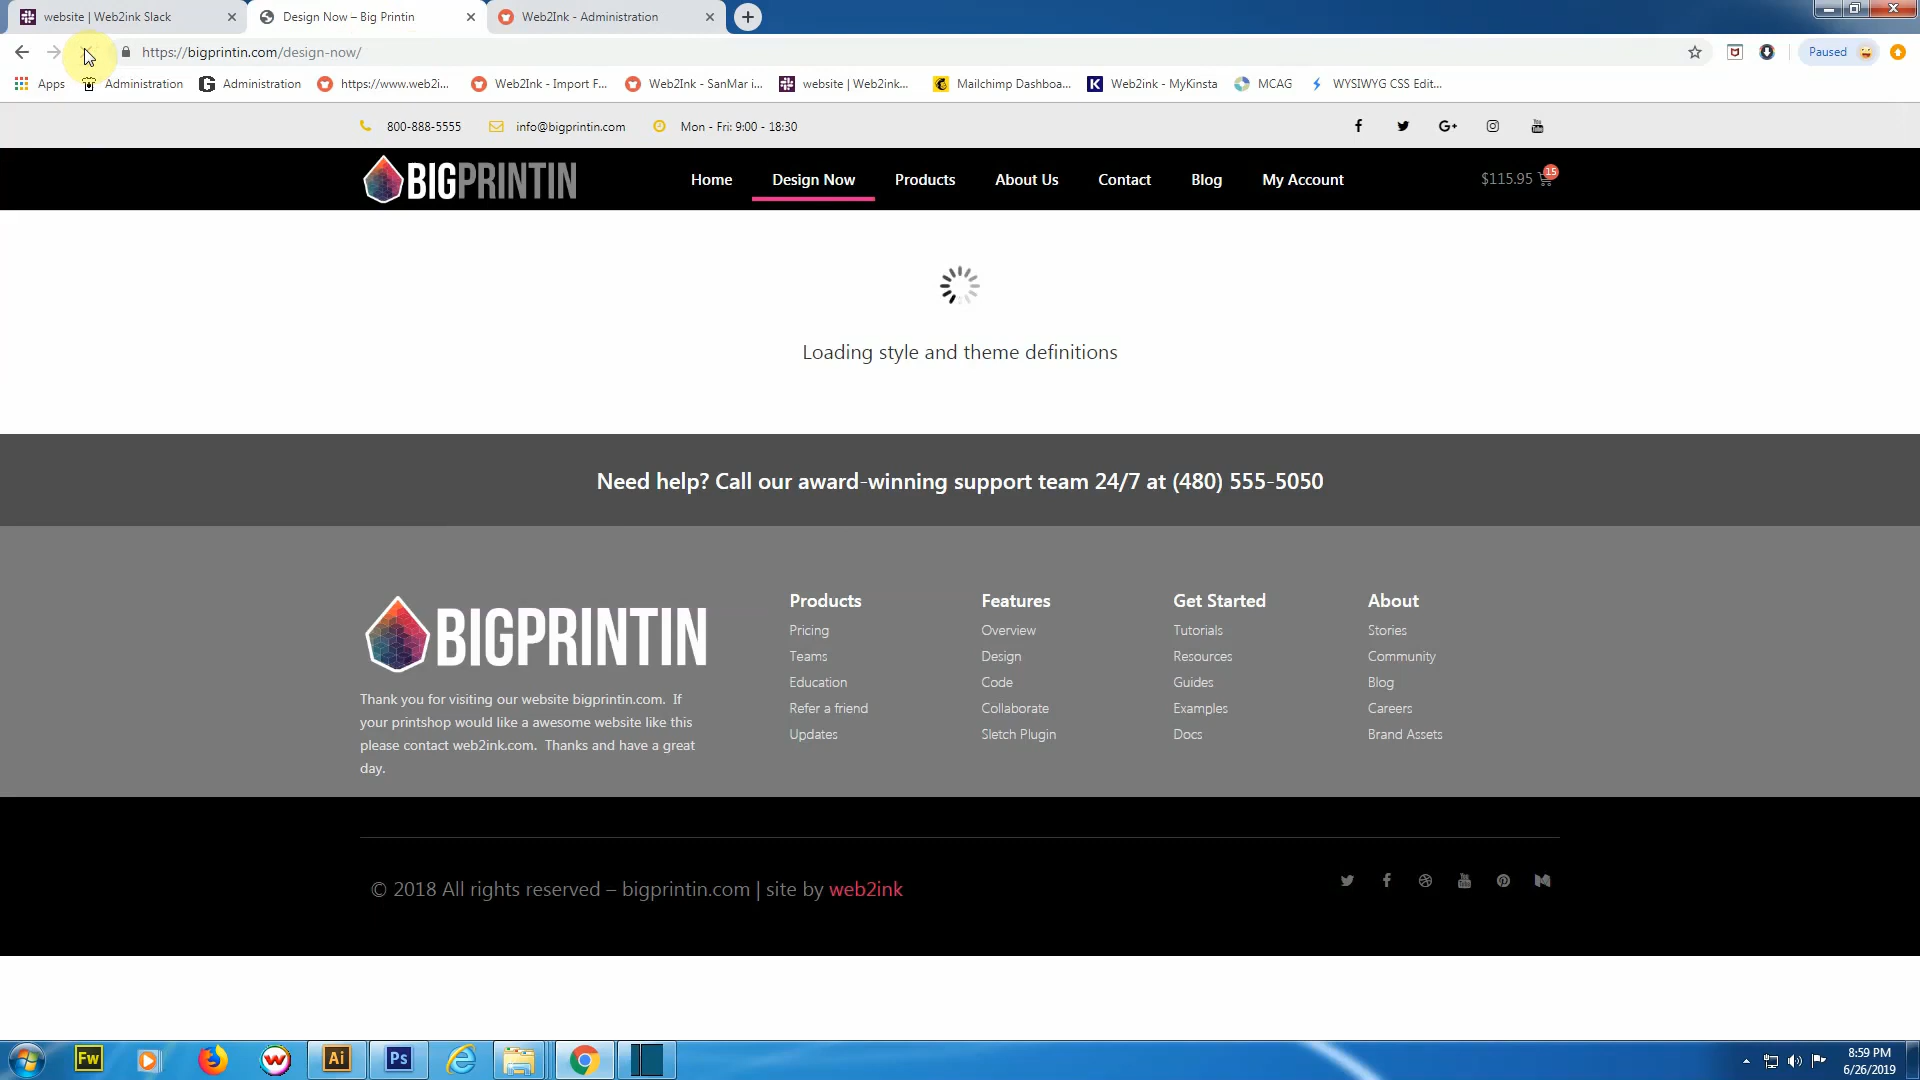 website | Web2ink Slack
Design Now – Big Printin
Web2Ink - Administration
https://bigprintin.com/design-now/
Paused
Apps
Administration
Administration
https://www.web2i...
Web2Ink - Import F...
Web2Ink - SanMar i...
website | Web2ink...
Mailchimp Dashboa...
Web2ink - MyKinsta
MCAG
WYSIWYG CSS Edit...
800-888-5555
info@bigprintin.com
Mon - Fri: 9:00 - 18:30
BIGPRINTIN
Home
Design Now
Products
About Us
Contact
Blog
My Account
$115.95
15
Loading style and theme definitions
Need help? Call our award-winning support team 24/7 at (480) 555-5050
BIGPRINTIN
Thank you for visiting our website bigprintin.com. If
your printshop would like a awesome website like this
please contact web2ink.com. Thanks and have a great
day.
Products
Pricing
Teams
Education
Refer a friend
Updates
Features
Overview
Design
Code
Collaborate
Sletch Plugin
Get Started
Tutorials
Resources
Guides
Examples
Docs
About
Stories
Community
Blog
Careers
Brand Assets
© 2018 All rights reserved – bigprintin.com | site by web2ink
Fw
Ai
Ps
8:59 PM
6/26/2019